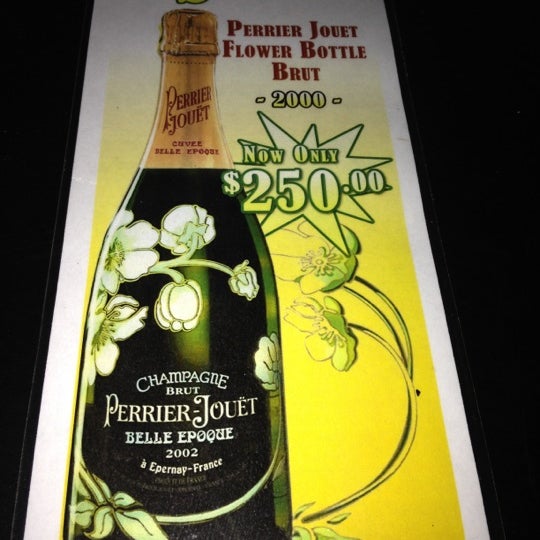 Perrier Jouet
Flower Bottle
Brut
- 2000 -
Now Only
$250.00
Perrier
Jouët
Cuvee
Belle Epoque
Champagne
Brut
Perrier-Jouët
Belle Epoque
2002
à Epernay-France